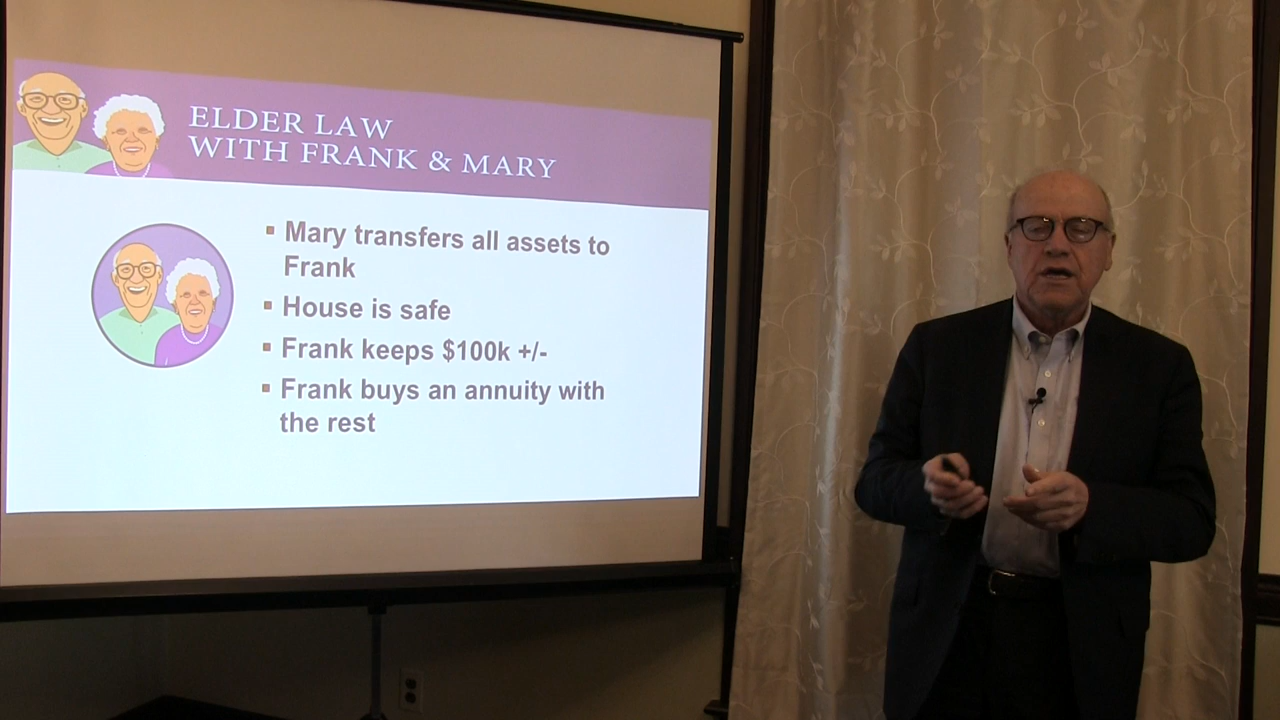 ELDER LAW
WITH FRANK & MARY
▪ Mary transfers all assets to
Frank
▪ House is safe
▪ Frank keeps $100k +/-
▪ Frank buys an annuity with
the rest